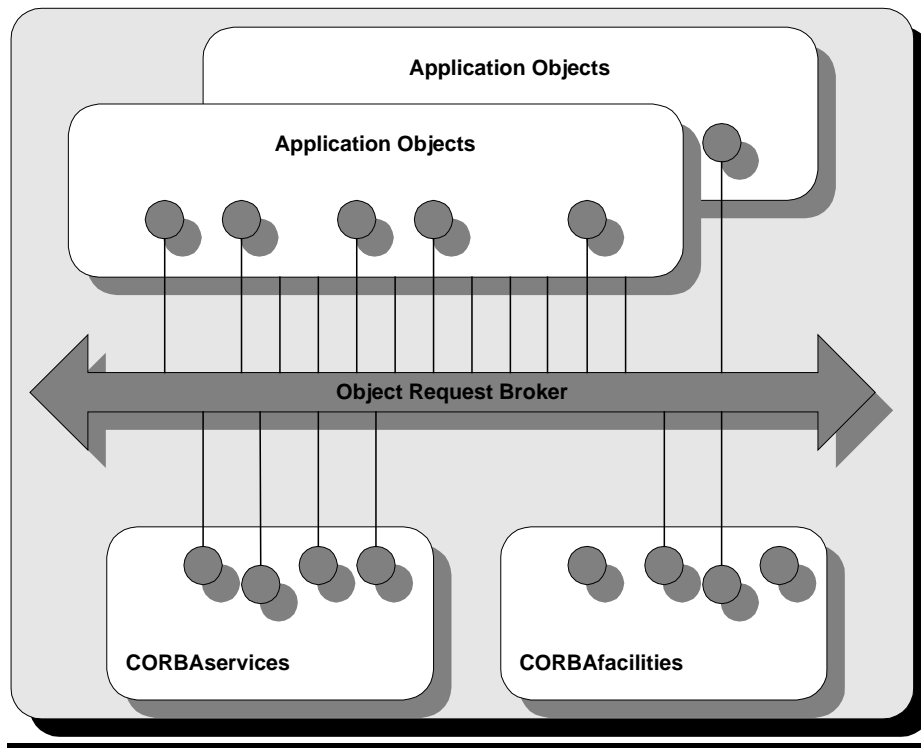 Application Objects
Application Objects
Object Request Broker
CORBAservices
CORBAfacilities